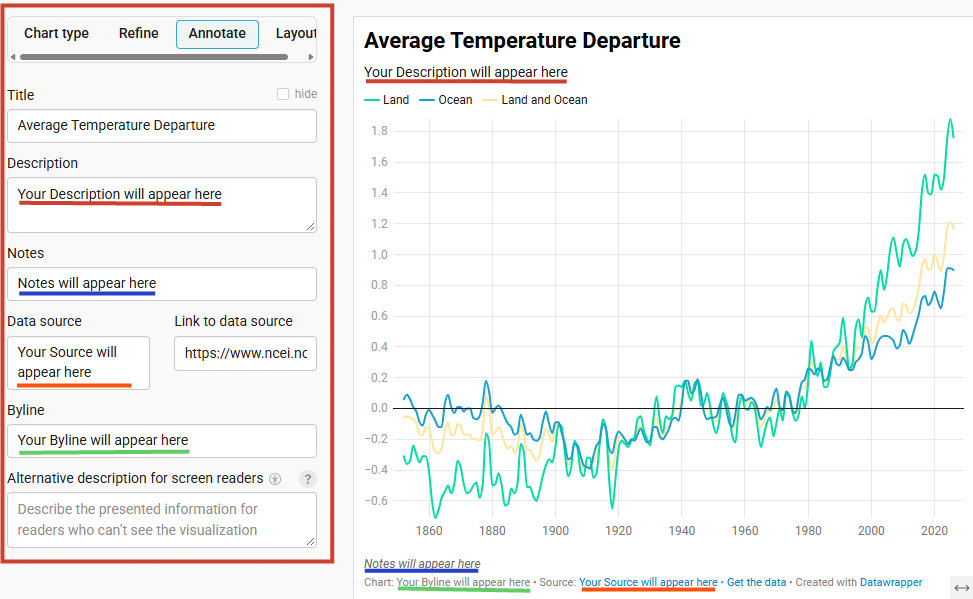 Chart type Refine Annotate Layout
Title hide
Average Temperature Departure
Description
Your Description will appear here
Notes
Notes will appear here
Data source Link to data source
Your Source will
appear here
https://www.ncei.nc
Byline
Your Byline will appear here
Alternative description for screen readers ?
Describe the presented information for
readers who can't see the visualization
Average Temperature Departure
Your Description will appear here
Land Ocean Land and Ocean
1.8
1.6
1.4
1.2
1.0
0.8
0.6
0.4
0.2
0.0
−0.2
−0.4
−0.6
1860 1880 1900 1920 1940 1960 1980 2000 2020
Notes will appear here
Chart: Your Byline will appear here • Source: Your Source will appear here • Get the data • Created with Datawrapper